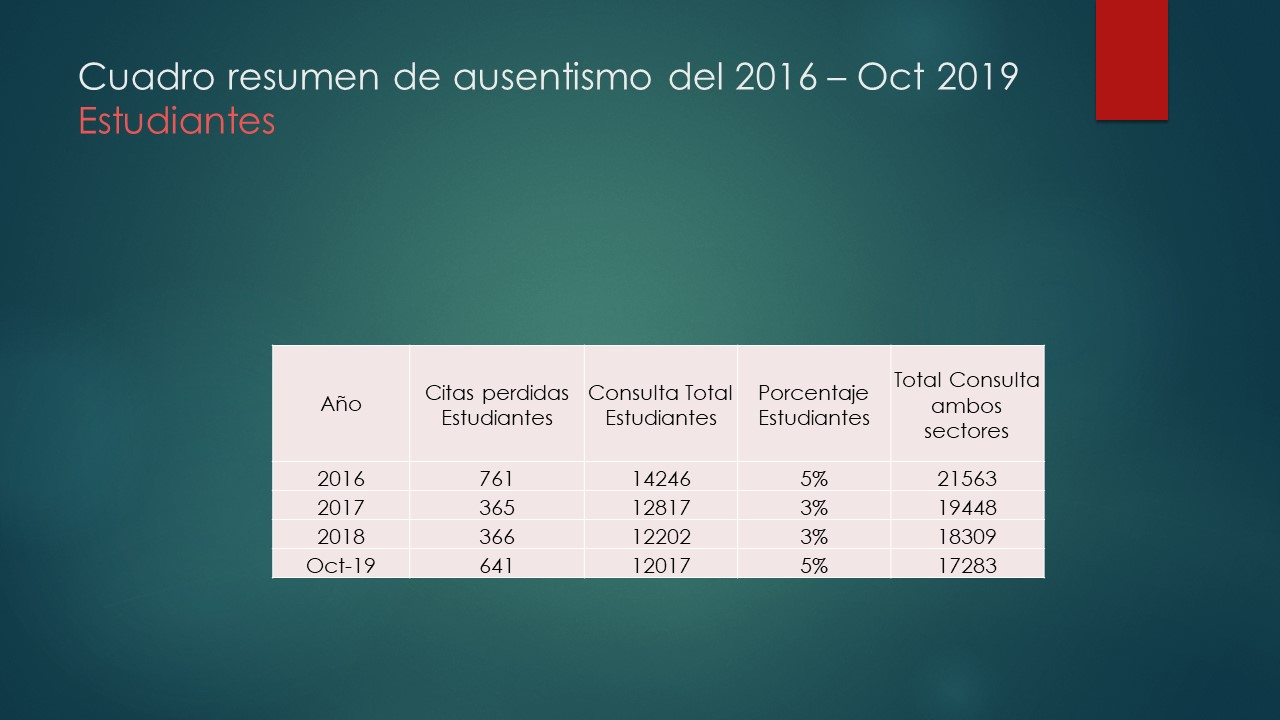 Cuadro resumen de ausentismo del 2016 – Oct 2019
Estudiantes
Año
Citas perdidas
Estudiantes
Consulta Total
Estudiantes
Porcentaje
Estudiantes
Total Consulta
ambos
sectores
2016 761 14246 5% 21563
2017 365 12817 3% 19448
2018 366 12202 3% 18309
Oct-19 641 12017 5% 17283